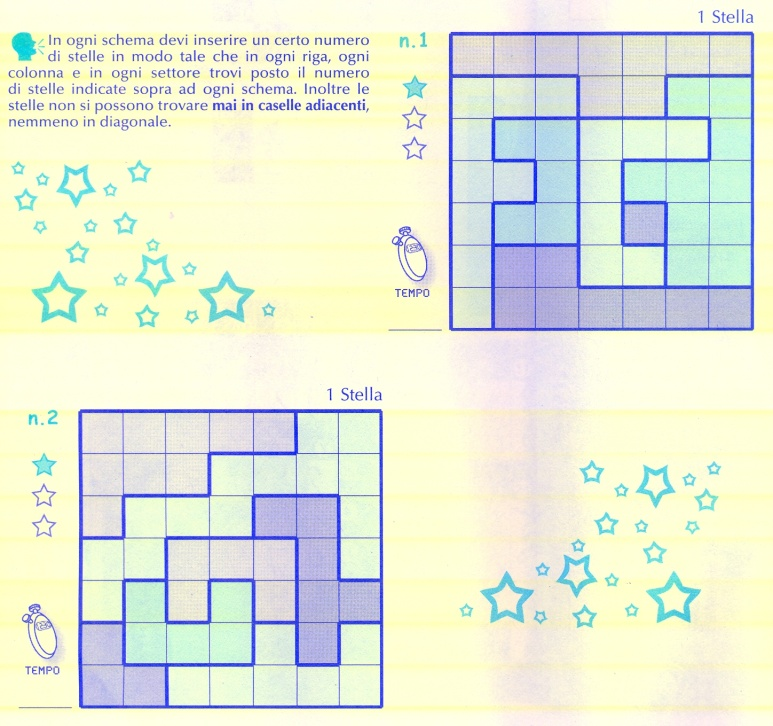 In ogni schema devi inserire un certo numero
di stelle in modo tale che in ogni riga, ogni
colonna e in ogni settore trovi posto il numero
di stelle indicate sopra ad ogni schema. Inoltre le
stelle non si possono trovare mai in caselle adiacenti,
nemmeno in diagonale.
1 Stella
n.1
TEMPO
1 Stella
n.2
TEMPO